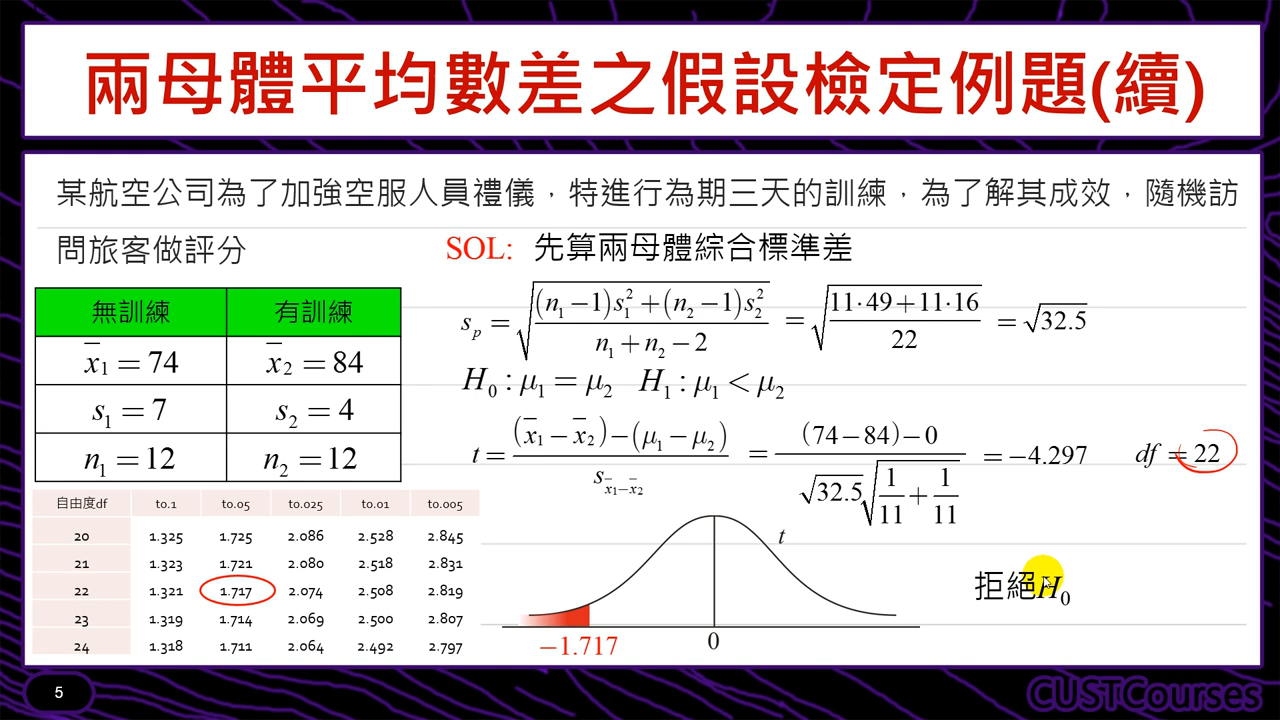 兩母體平均數差之假設檢定例題(續)
某航空公司為了加強空服人員禮儀，特進行為期三天的訓練，為了解其成效，隨機訪
問旅客做評分
SOL: 先算兩母體綜合標準差
無訓練 有訓練
x̄₁ = 74 x̄₂ = 84
s₁ = 7 s₂ = 4
n₁ = 12 n₂ = 12
sₚ = √(((n₁ −1)s₁² + (n₂ −1)s₂²) / (n₁ + n₂ − 2)) = √((11·49+11·16) / 22) = √32.5
H₀ : μ₁ = μ₂ H₁ : μ₁ < μ₂
t = ((x̄₁ − x̄₂) − (μ₁ − μ₂)) / s_(x̄₁−x̄₂) = ((74−84)−0) / (√32.5 √(1/11 + 1/11)) = −4.297 df = 22
自由度df t0.1 t0.05 t0.025 t0.01 t0.005
20 1.325 1.725 2.086 2.528 2.845
21 1.323 1.721 2.080 2.518 2.831
22 1.321 1.717 2.074 2.508 2.819
23 1.319 1.714 2.069 2.500 2.807
24 1.318 1.711 2.064 2.492 2.797
t
−1.717 0
拒絕H₀
5
CUSTCourses